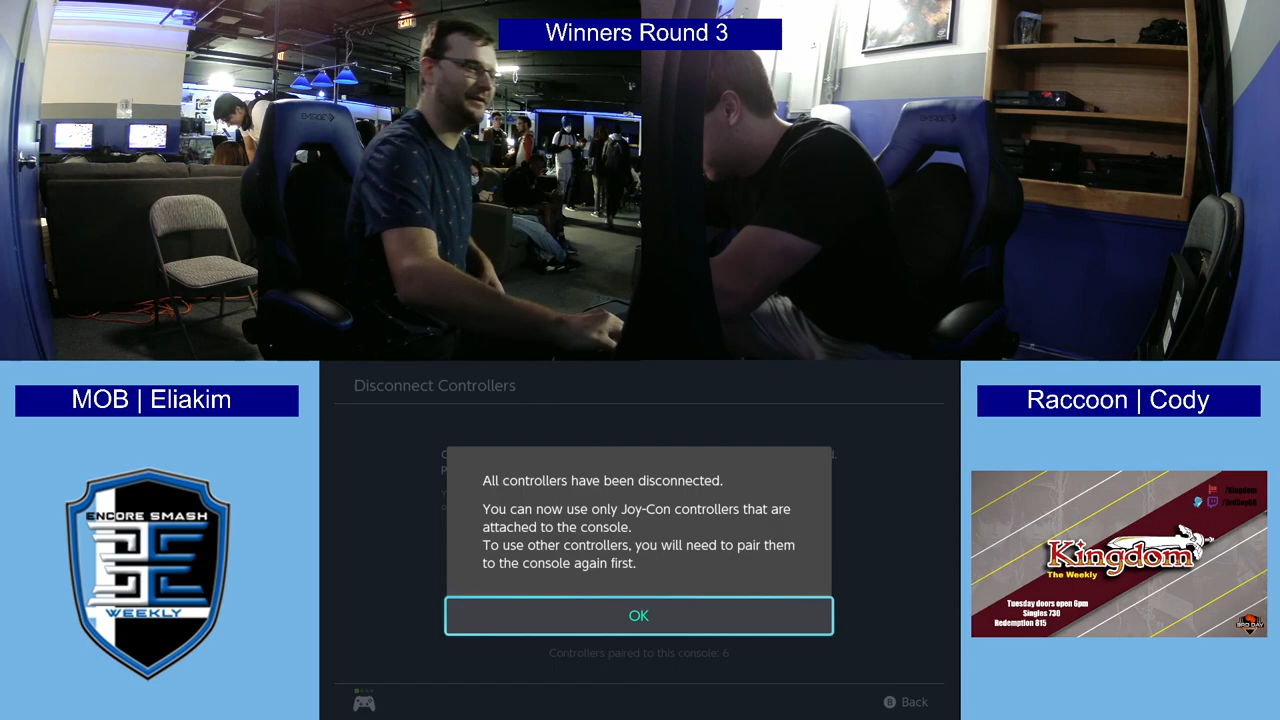 Winners Round 3
EXIT
MOB | Eliakim
Raccoon | Cody
Disconnect Controllers
All controllers have been disconnected.
You can now use only Joy-Con controllers that are
attached to the console.
To use other controllers, you will need to pair them
to the console again first.
OK
Controllers paired to this console: 6
Back
ENCORE SMASH
WEEKLY
/Kingdom
Kingdom
The Weekly
Tuesday doors open 6pm
Singles 730
Redemption 815